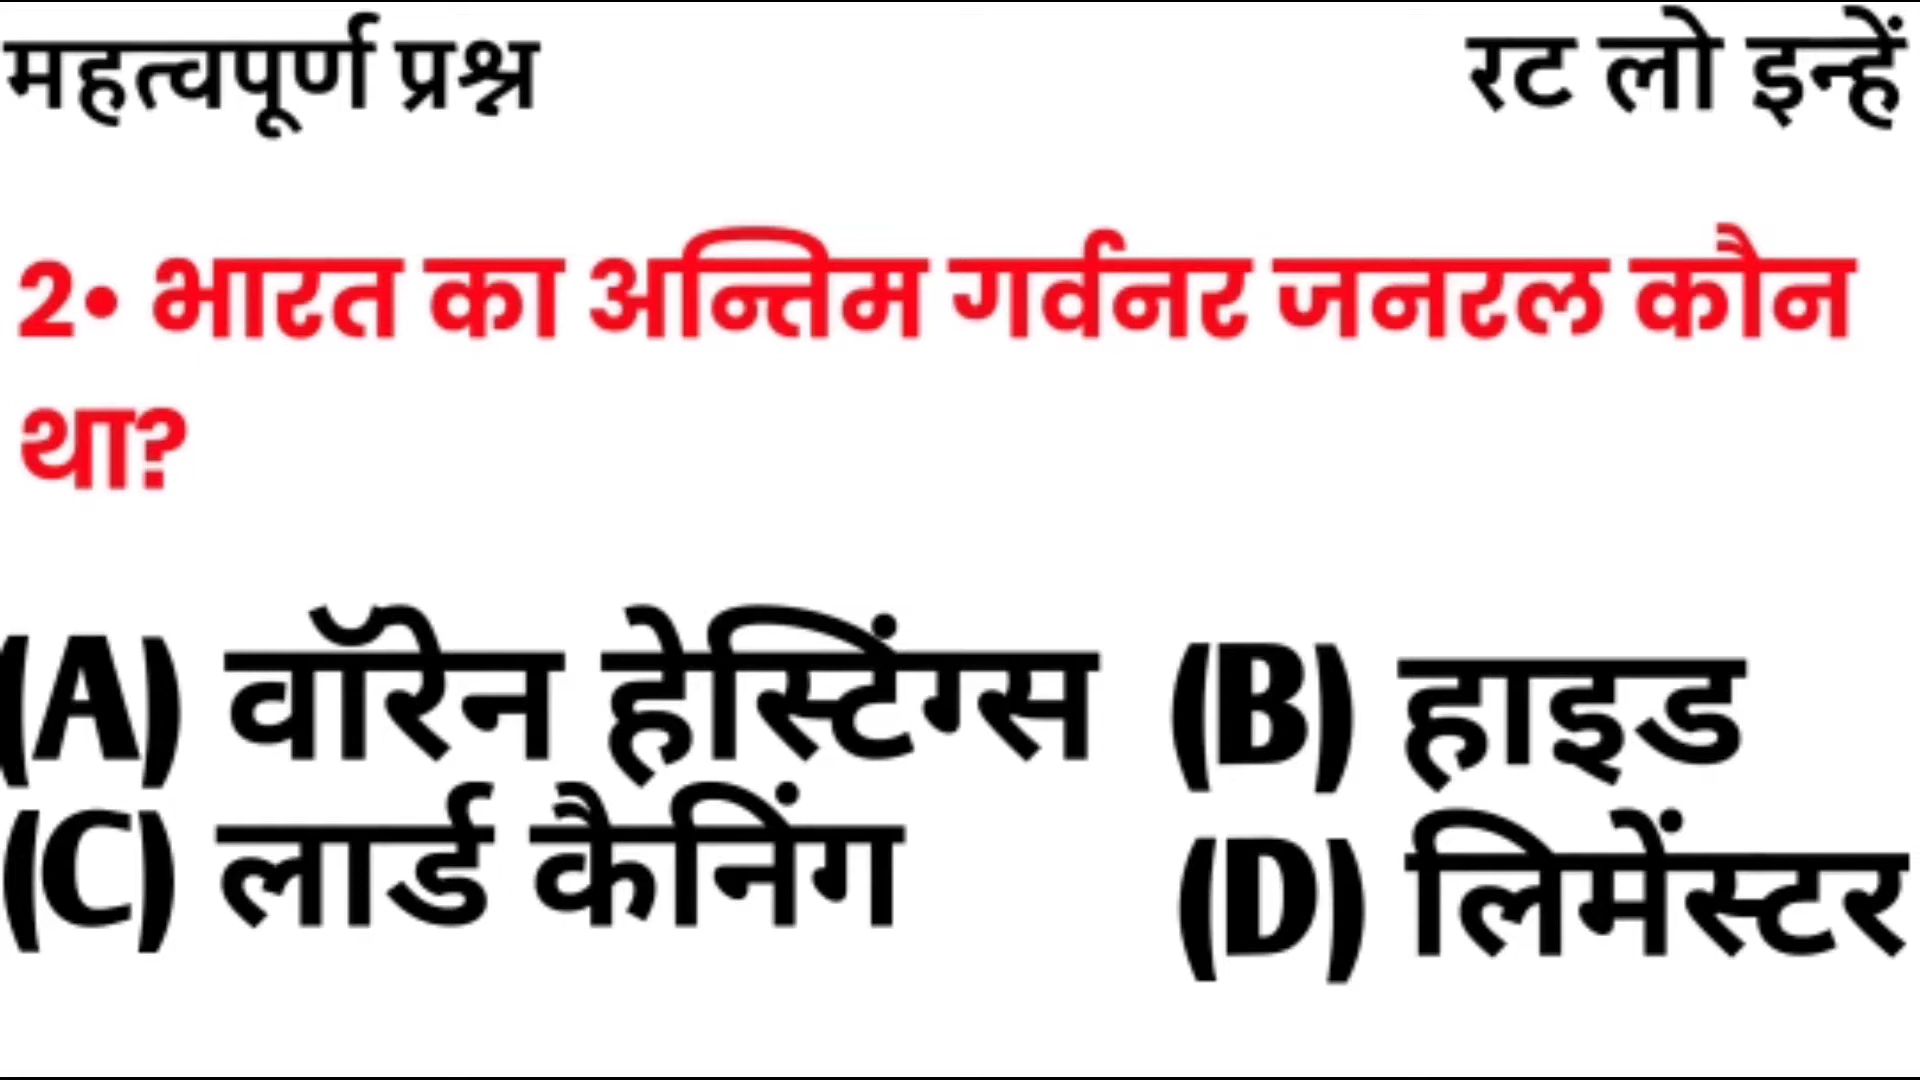 महत्वपूर्ण प्रश्न रट लो इन्हें
2• भारत का अन्तिम गर्वनर जनरल कौन
था?
(A) वॉरेन हेस्टिंग्स (B) हाइड
(C) लार्ड कैनिंग (D) लिमेंस्टर